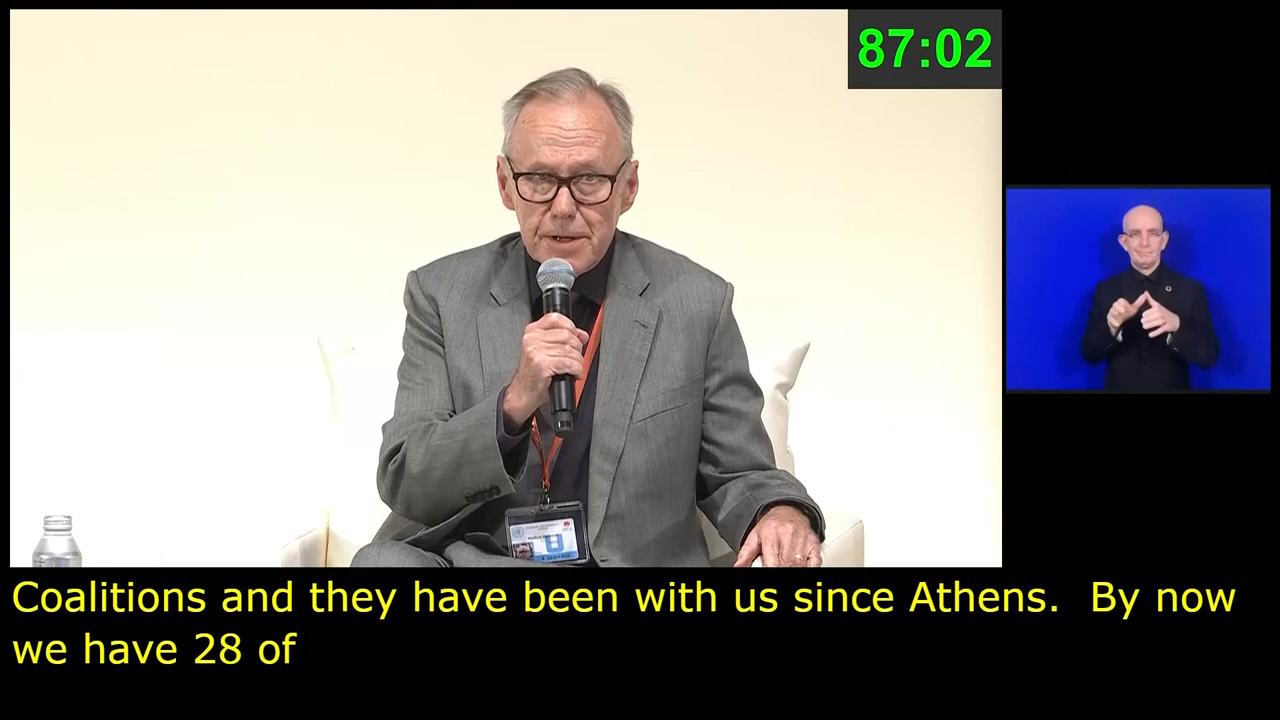 87:02
Coalitions and they have been with us since Athens.  By now
we have 28 of